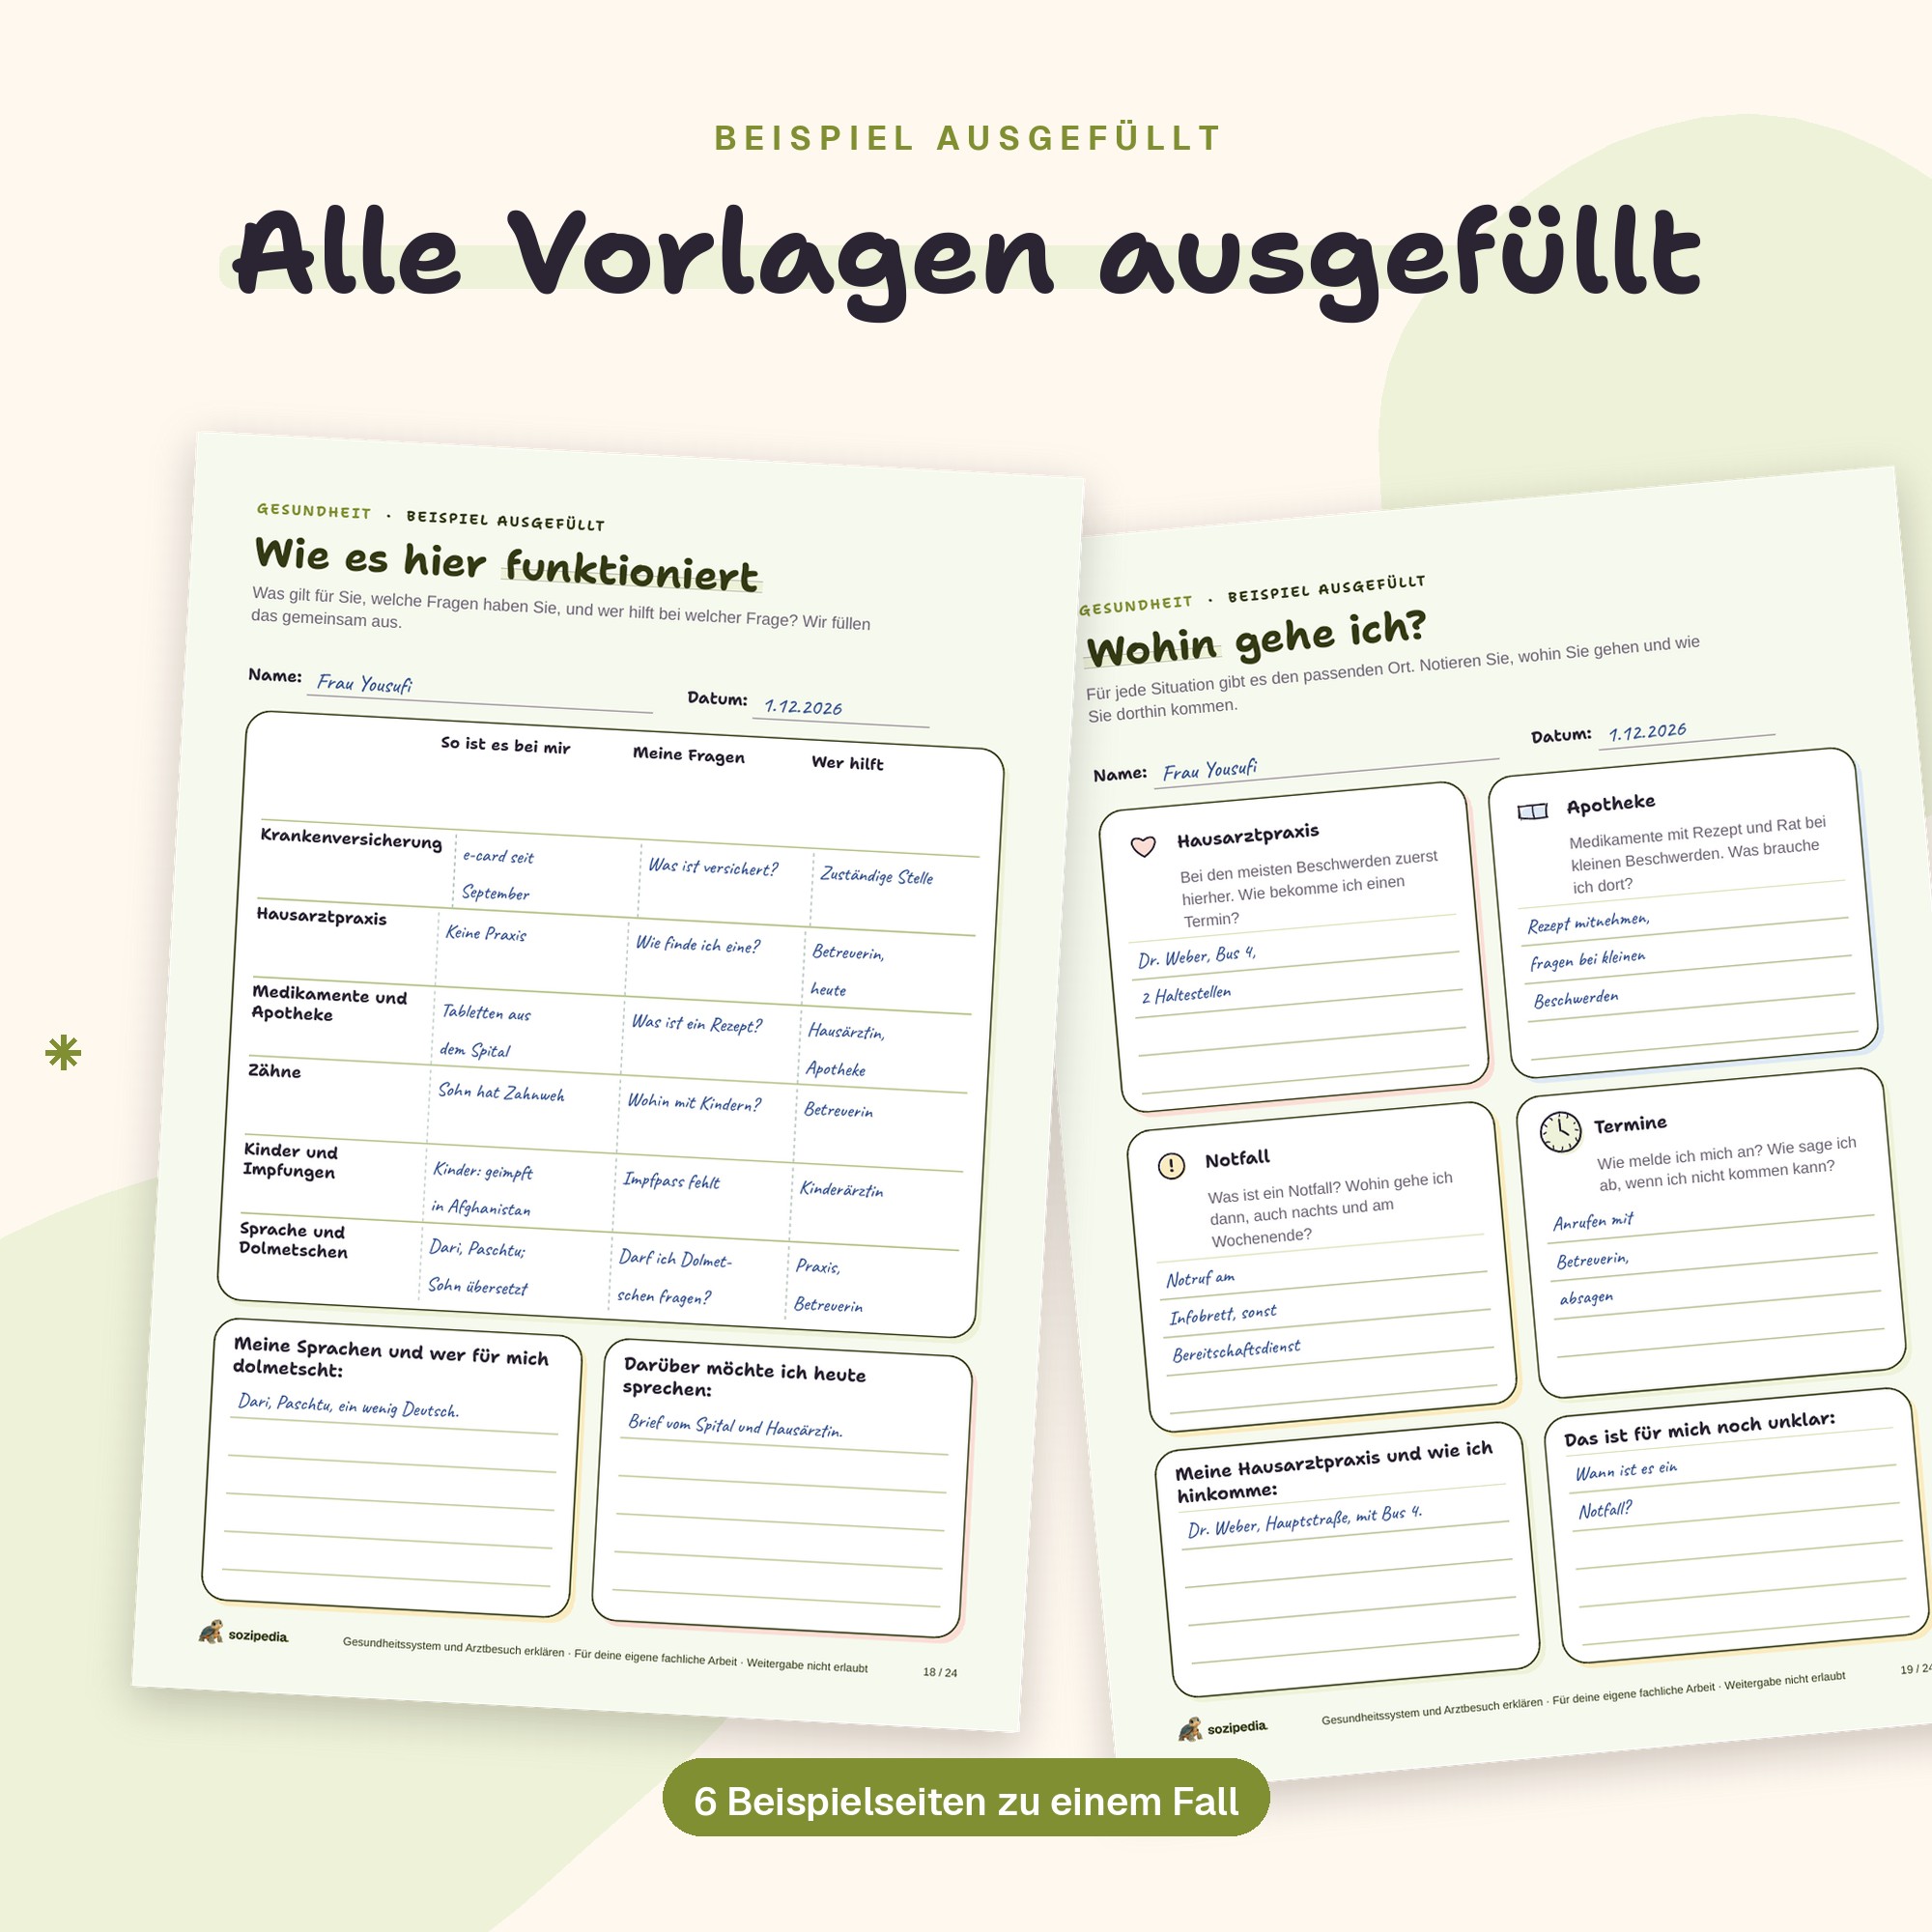 BEISPIEL AUSGEFÜLLT
Alle Vorlagen ausgefüllt
GESUNDHEIT · BEISPIEL AUSGEFÜLLT
Wie es hier funktioniert
Was gilt für Sie, welche Fragen haben Sie, und wer hilft bei welcher Frage? Wir füllen
das gemeinsam aus.
Name: Frau Yousufi Datum: 1.12.2026
So ist es bei mir Meine Fragen Wer hilft
Krankenversicherung e-card seit Was ist versichert? Zuständige Stelle
September
Hausarztpraxis Keine Praxis Wie finde ich eine? Betreuerin,
heute
Medikamente und Tabletten aus Was ist ein Rezept? Hausärztin,
Apotheke dem Spital Apotheke
Zähne Sohn hat Zahnweh Wohin mit Kindern? Betreuerin
Kinder und Kinder: geimpft Impfpass fehlt Kinderärztin
Impfungen in Afghanistan
Sprache und Dari, Paschtu; Darf ich Dolmet- Praxis,
Dolmetschen Sohn übersetzt schen fragen? Betreuerin
Meine Sprachen und wer für mich
dolmetscht:
Dari, Paschtu, ein wenig Deutsch.
Darüber möchte ich heute
sprechen:
Brief vom Spital und Hausärztin.
sozipedia. Gesundheitssystem und Arztbesuch erklären · Für deine eigene fachliche Arbeit · Weitergabe nicht erlaubt 18 / 24
GESUNDHEIT · BEISPIEL AUSGEFÜLLT
Wohin gehe ich?
Für jede Situation gibt es den passenden Ort. Notieren Sie, wohin Sie gehen und wie
Sie dorthin kommen.
Name: Frau Yousufi Datum: 1.12.2026
Hausarztpraxis
Bei den meisten Beschwerden zuerst
hierher. Wie bekomme ich einen
Termin?
Dr. Weber, Bus 4,
2 Haltestellen
Apotheke
Medikamente mit Rezept und Rat bei
kleinen Beschwerden. Was brauche
ich dort?
Rezept mitnehmen,
fragen bei kleinen
Beschwerden
Notfall
Was ist ein Notfall? Wohin gehe ich
dann, auch nachts und am
Wochenende?
Notruf am
Infobrett, sonst
Bereitschaftsdienst
Termine
Wie melde ich mich an? Wie sage ich
ab, wenn ich nicht kommen kann?
Anrufen mit
Betreuerin,
absagen
Meine Hausarztpraxis und wie ich
hinkomme:
Dr. Weber, Hauptstraße, mit Bus 4.
Das ist für mich noch unklar:
Wann ist es ein
Notfall?
sozipedia. Gesundheitssystem und Arztbesuch erklären · Für deine eigene fachliche Arbeit · Weitergabe nicht erlaubt 19 / 24
6 Beispielseiten zu einem Fall